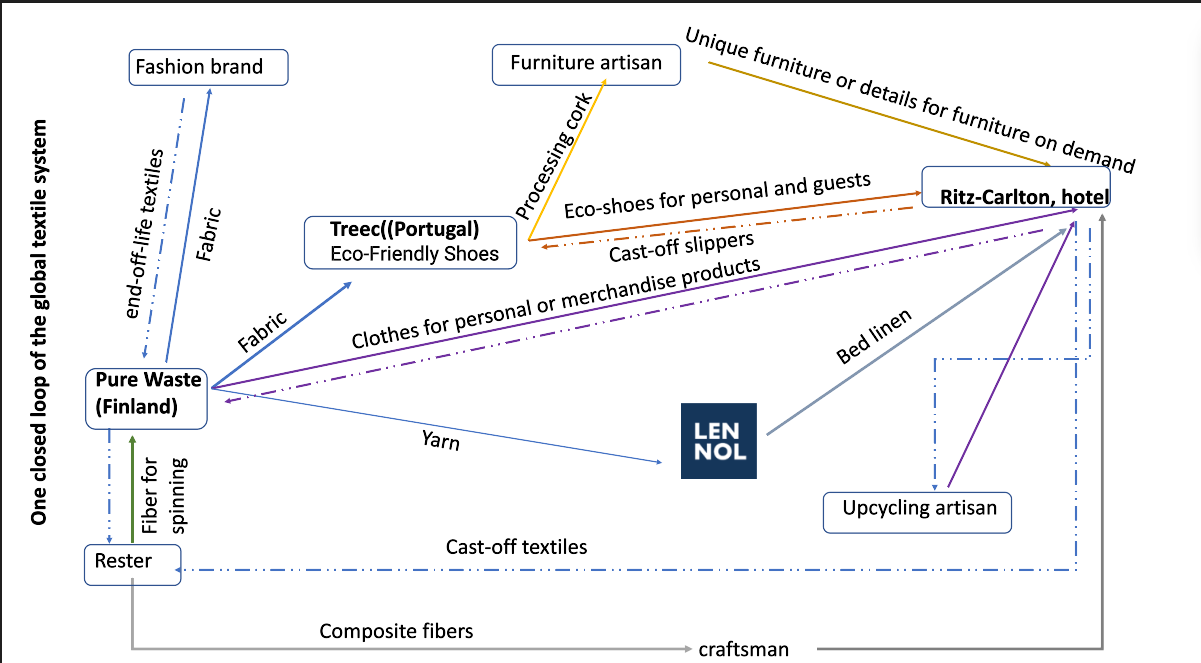 One closed loop of the global textile system
Fashion brand
Furniture artisan
Unique furniture or details for furniture on demand
end-off-life textiles
Fabric
Processing cork
Ritz-Carlton, hotel
Eco-shoes for personal and guests
Treec((Portugal)
Eco-Friendly Shoes
Cast-off slippers
Clothes for personal or merchandise products
Fabric
Bed linen
Pure Waste
(Finland)
Yarn
LEN
NOL
Fiber for
spinning
Upcycling artisan
Rester
Cast-off textiles
Composite fibers
craftsman